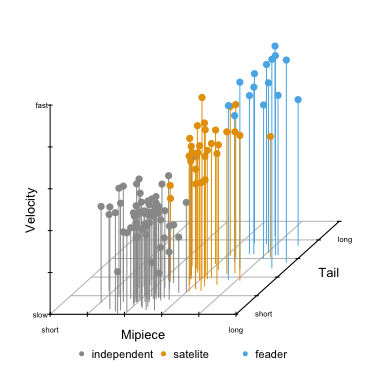 fast
Velocity
slow
short
Mipiece
long
short
Tail
long
independent satelite feader